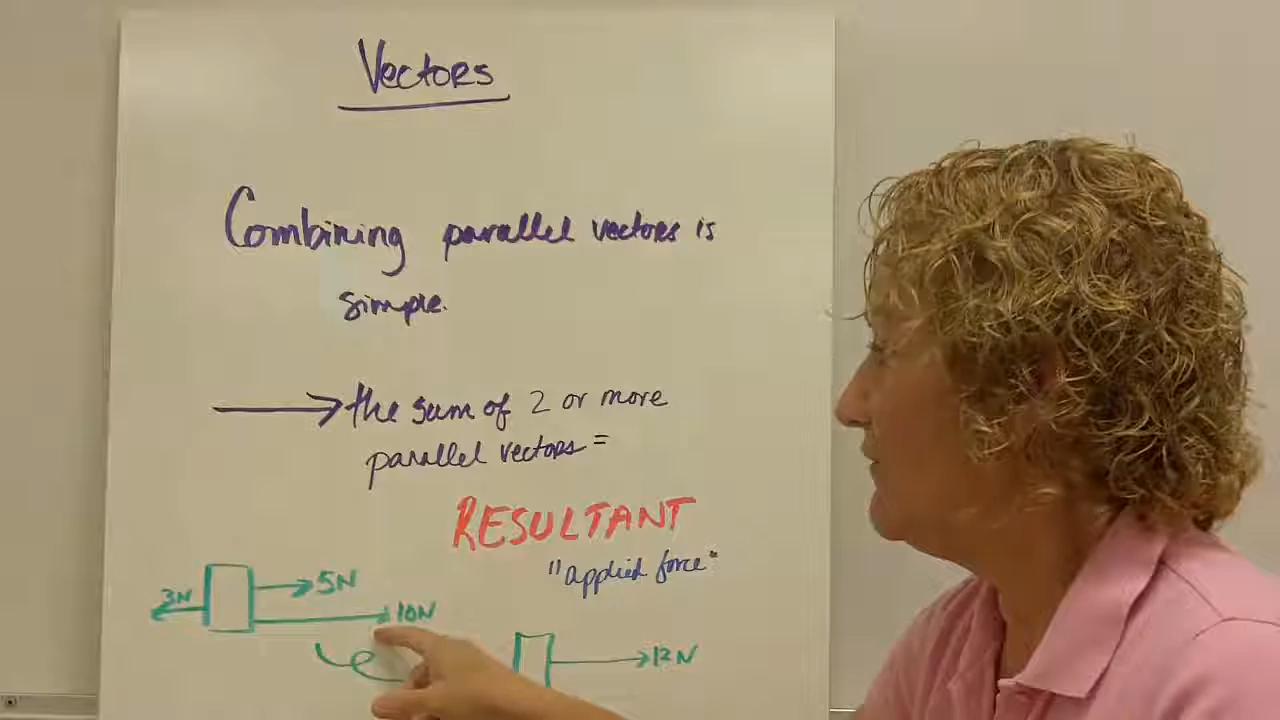 Vectors
Combining parallel vectors is
simple.
the sum of 2 or more
parallel vectors =
RESULTANT
"applied force"
3N
5N
10N
12N